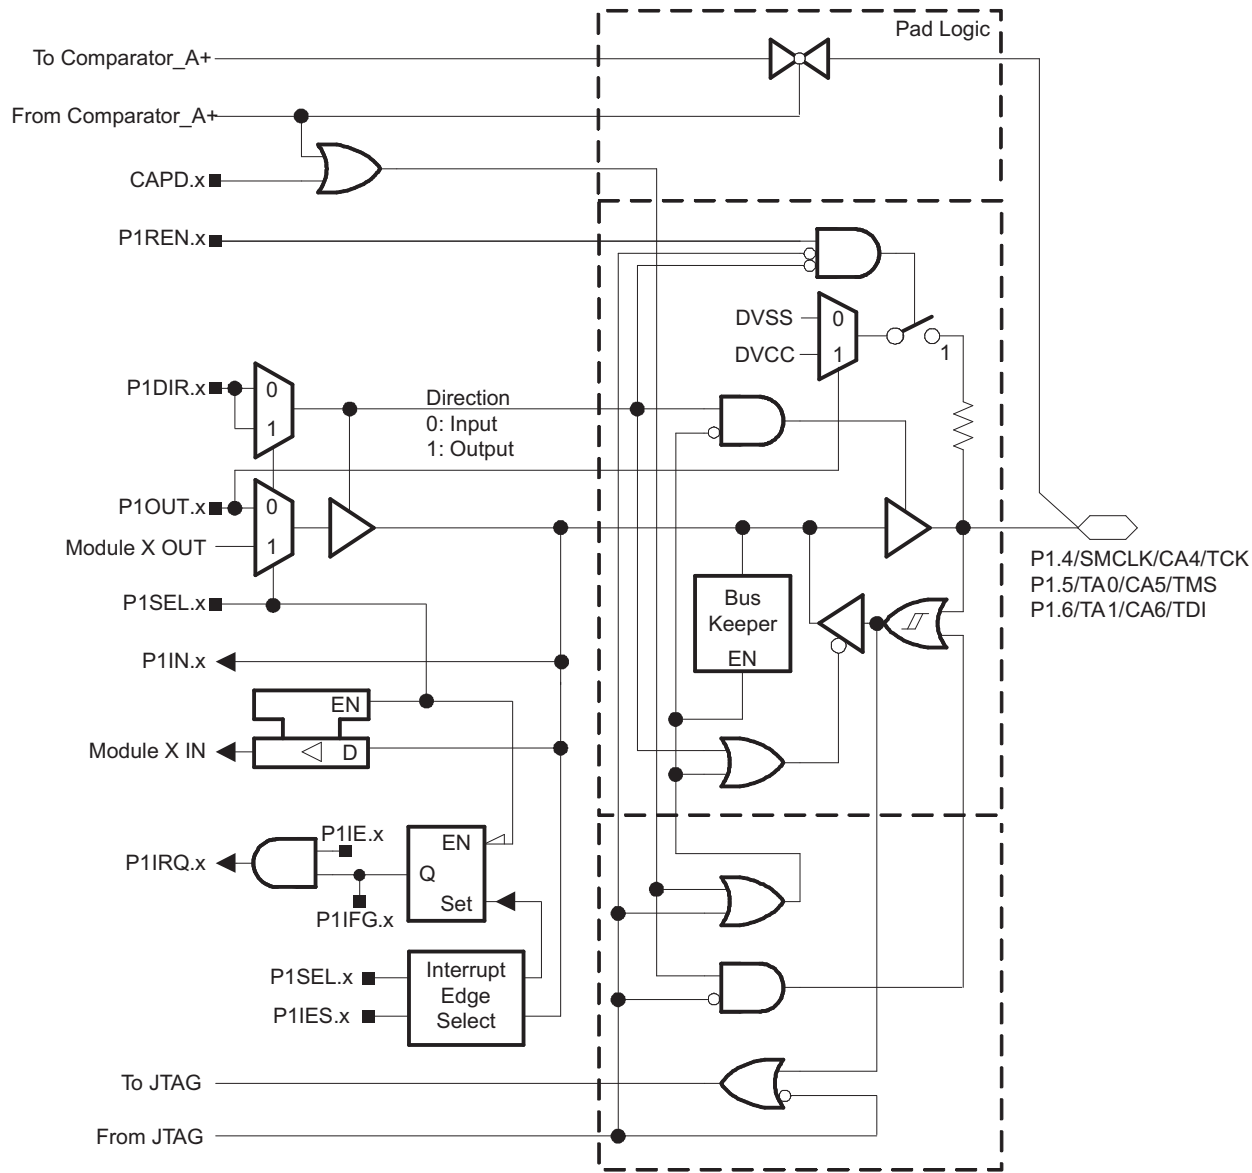 Pad Logic
To Comparator_A+
From Comparator_A+
CAPD.x
P1REN.x
DVSS
0
DVCC
1
1
P1DIR.x
0
1
Direction
0: Input
1: Output
P1OUT.x
0
Module X OUT
1
P1.4/SMCLK/CA4/TCK
P1.5/TA0/CA5/TMS
P1.6/TA1/CA6/TDI
P1SEL.x
Bus
Keeper
EN
P1IN.x
EN
Module X IN
D
P1IE.x
EN
P1IRQ.x
Q
P1IFG.x
Set
P1SEL.x
P1IES.x
Interrupt
Edge
Select
To JTAG
From JTAG